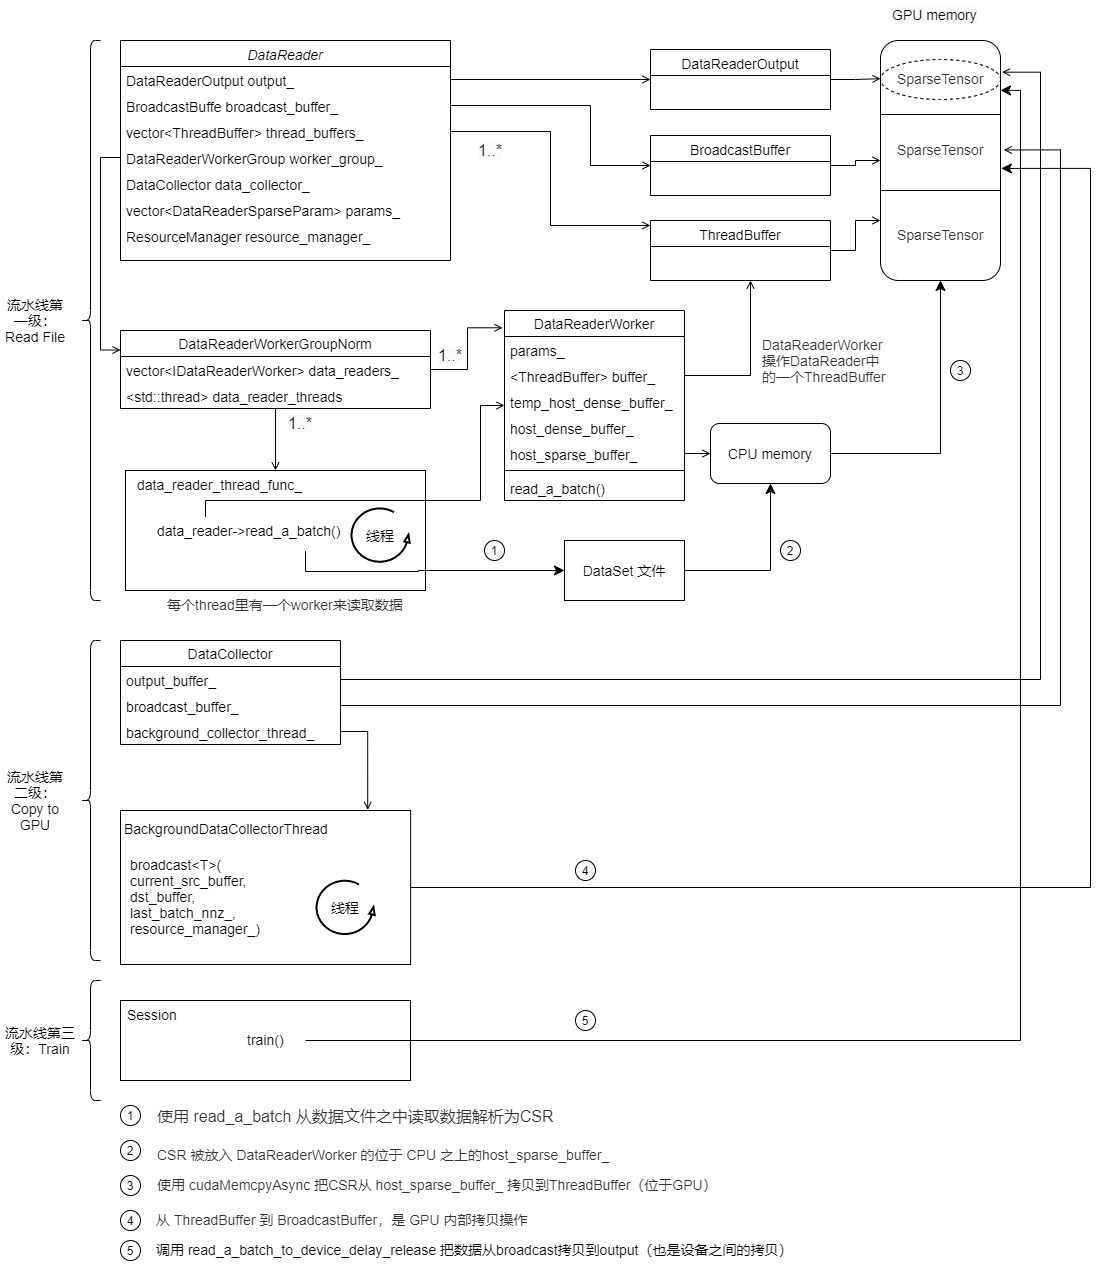 GPU memory
DataReader
DataReaderOutput output_
BroadcastBuffe broadcast_buffer_
vector<ThreadBuffer> thread_buffers_
DataReaderWorkerGroup worker_group_
DataCollector data_collector_
vector<DataReaderSparseParam> params_
ResourceManager resource_manager_
1..*
DataReaderOutput
BroadcastBuffer
ThreadBuffer
SparseTensor
SparseTensor
SparseTensor
流水线第
一级：
Read File
DataReaderWorkerGroupNorm
vector<IDataReaderWorker> data_readers_
<std::thread> data_reader_threads
1..*
1..*
DataReaderWorker
params_
<ThreadBuffer> buffer_
temp_host_dense_buffer_
host_dense_buffer_
host_sparse_buffer_
read_a_batch()
DataReaderWorker
操作DataReader中
的一个ThreadBuffer
3
CPU memory
data_reader_thread_func_
data_reader->read_a_batch()
线程
1
DataSet 文件
2
每个thread里有一个worker来读取数据
DataCollector
output_buffer_
broadcast_buffer_
background_collector_thread_
流水线第
二级：
Copy to
GPU
BackgroundDataCollectorThread
broadcast<T>(
current_src_buffer,
dst_buffer,
last_batch_nnz_,
resource_manager_)
线程
4
流水线第三
级：Train
Session
train()
5
1 使用 read_a_batch 从数据文件之中读取数据解析为CSR
2 CSR 被放入 DataReaderWorker 的位于 CPU 之上的host_sparse_buffer_
3 使用 cudaMemcpyAsync 把CSR从 host_sparse_buffer_ 拷贝到ThreadBuffer（位于GPU）
4 从 ThreadBuffer 到 BroadcastBuffer，是 GPU 内部拷贝操作
5 调用 read_a_batch_to_device_delay_release 把数据从broadcast拷贝到output（也是设备之间的拷贝）